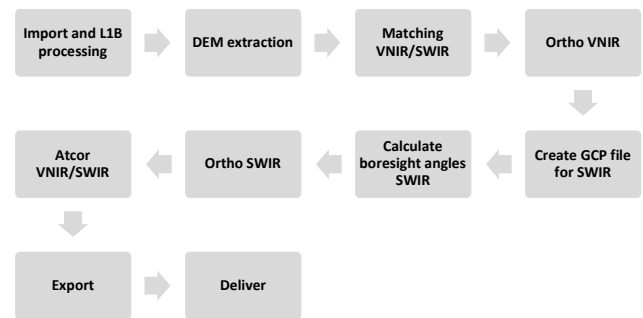 Import and L1B
processing
DEM extraction
Matching
VNIR/SWIR
Ortho VNIR
Create GCP file
for SWIR
Calculate
boresight angles
SWIR
Ortho SWIR
Atcor
VNIR/SWIR
Export
Deliver